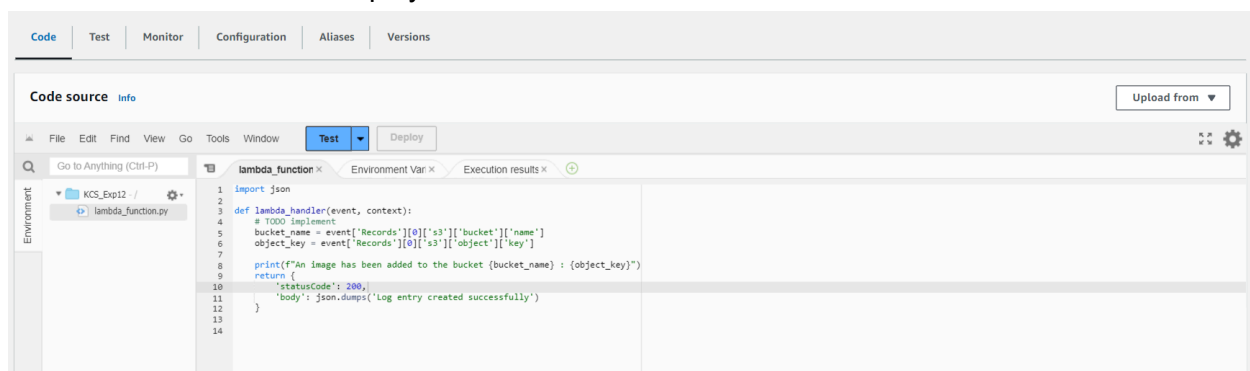 Code Test Monitor Configuration Aliases Versions
Code source Info
Upload from ▼
File Edit Find View Go Tools Window Test Deploy
Go to Anything (Ctrl-P)
lambda_function × Environment Vari × Execution results ×
Environment
KCS_Exp12 - /
lambda_function.py
1 import json
2
3 def lambda_handler(event, context):
4     # TODO implement
5     bucket_name = event['Records'][0]['s3']['bucket']['name']
6     object_key = event['Records'][0]['s3']['object']['key']
7
8     print(f"An image has been added to the bucket {bucket_name} : {object_key}")
9     return {
10         'statusCode': 200,
11         'body': json.dumps('Log entry created successfully')
12     }
13
14